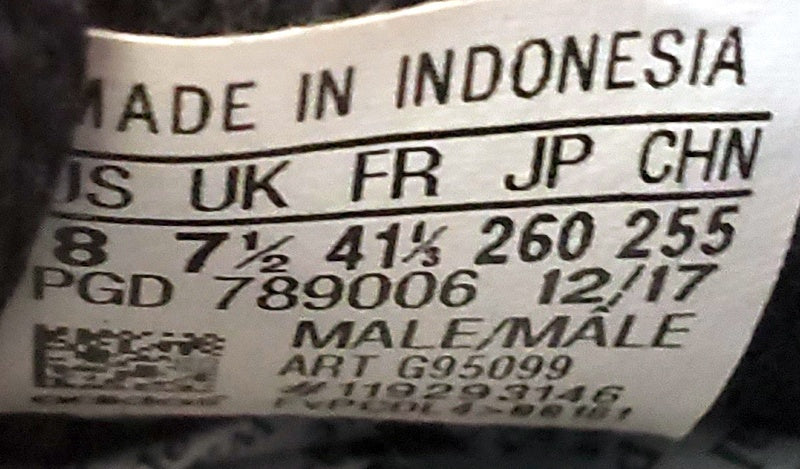 MADE IN INDONESIA
US UK FR JP CHN
8 7½ 41⅓ 260 255
PGD 789006 12/17
MALE/MÂLE
ART G95099
#119293146